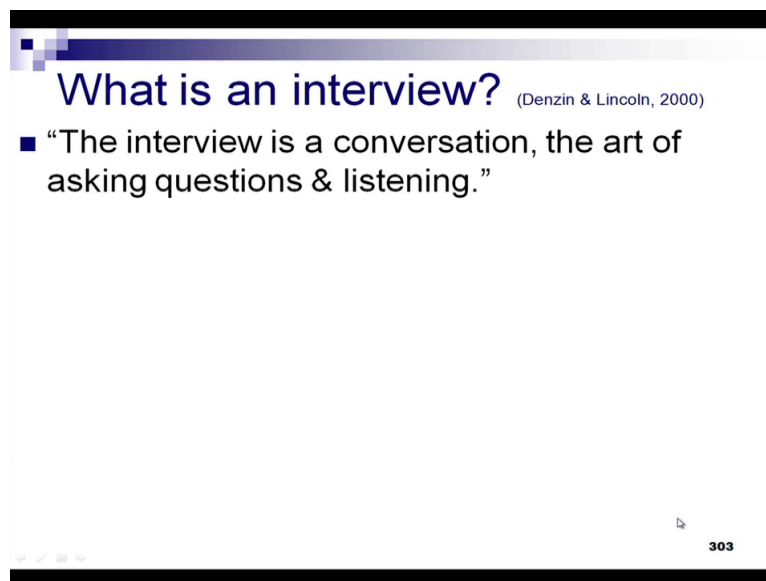 What is an interview? (Denzin & Lincoln, 2000)
“The interview is a conversation, the art of
asking questions & listening.”
303